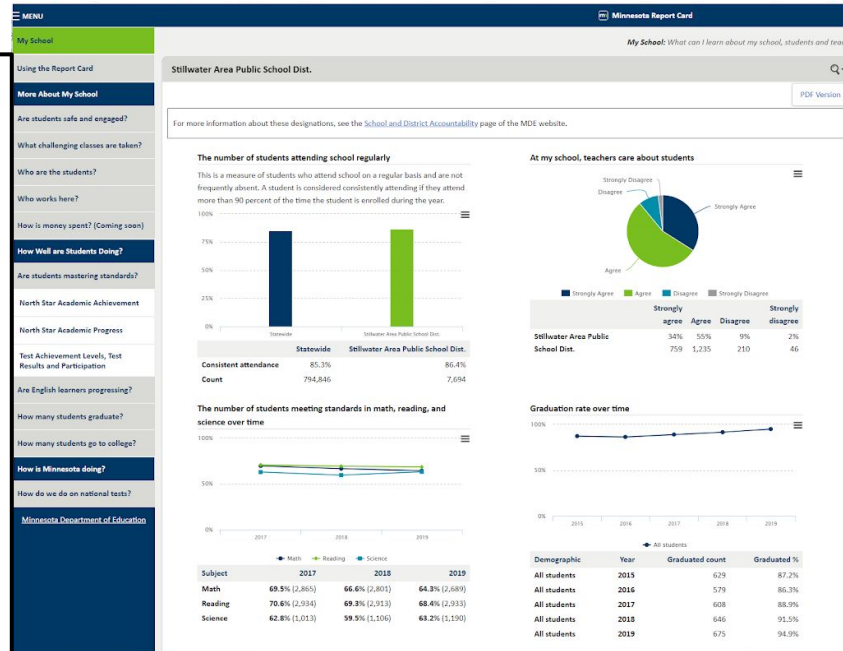 MENU
Minnesota Report Card
My School
My School: What can I learn about my school, students and
Using the Report Card
Stillwater Area Public School Dist.
More About My School
PDF Version
Are students safe and engaged?
For more information about these designations, see the School and District Accountability page of the MDE website.
What challenging classes are taken?
Who are the students?
Who works here?
How is money spent? (Coming soon)
How Well are Students Doing?
Are students mastering standards?
North Star Academic Achievement
North Star Academic Progress
Test Achievement Levels, Test
Results and Participation
Are English learners progressing?
How many students graduate?
How many students go to college?
How is Minnesota doing?
How do we do on national tests?
Minnesota Department of Education
The number of students attending school regularly
This is a measure of students who attend school on a regular basis and are not
frequently absent. A student is considered consistently attending if they attend
more than 90 percent of the time the student is enrolled during the year.
100%
75%
50%
25%
0%
Statewide Stillwater Area Public School Dist.
Statewide Stillwater Area Public School Dist.
Consistent attendance 85.3% 86.4%
Count 794,846 7,694
At my school, teachers care about students
Strongly Disagree
Disagree
Strongly Agree
Agree
Strongly Agree Agree Disagree Strongly Disagree
Strongly Strongly
agree Agree Disagree disagree
Stillwater Area Public 34% 55% 9% 2%
School Dist. 759 1,235 210 46
The number of students meeting standards in math, reading, and
science over time
100%
50%
0%
2017 2018 2019
Math Reading Science
Subject 2017 2018 2019
Math 69.5% (2,865) 66.6% (2,801) 64.3% (2,689)
Reading 70.6% (2,934) 69.3% (2,913) 68.4% (2,933)
Science 62.8% (1,013) 59.5% (1,106) 63.2% (1,190)
Graduation rate over time
100%
50%
0%
2015 2016 2017 2018 2019
All students
Demographic Year Graduated count Graduated %
All students 2015 629 87.2%
All students 2016 579 86.3%
All students 2017 608 88.9%
All students 2018 646 91.5%
All students 2019 675 94.9%